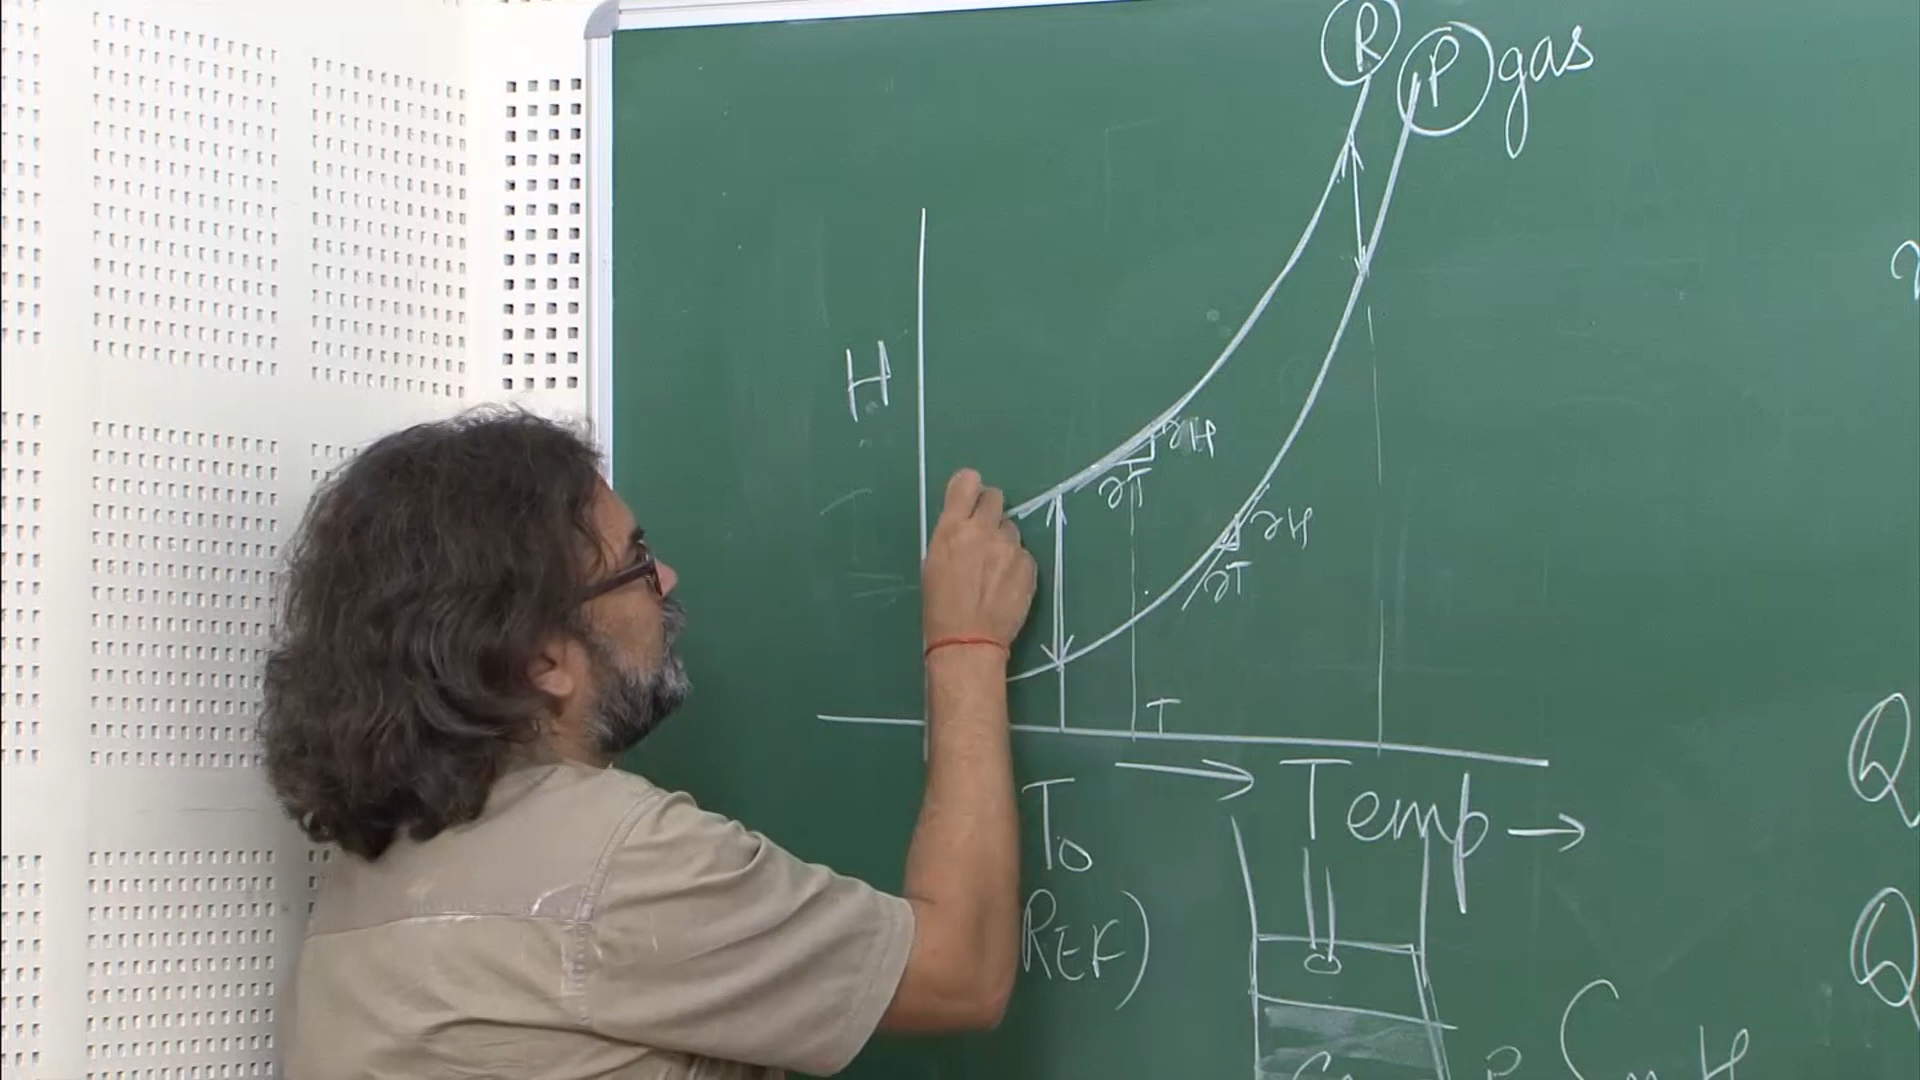 R
P gas
H
∂H
∂T
∂H
∂T
T
Temp →
T₀
REF)
Q
Q